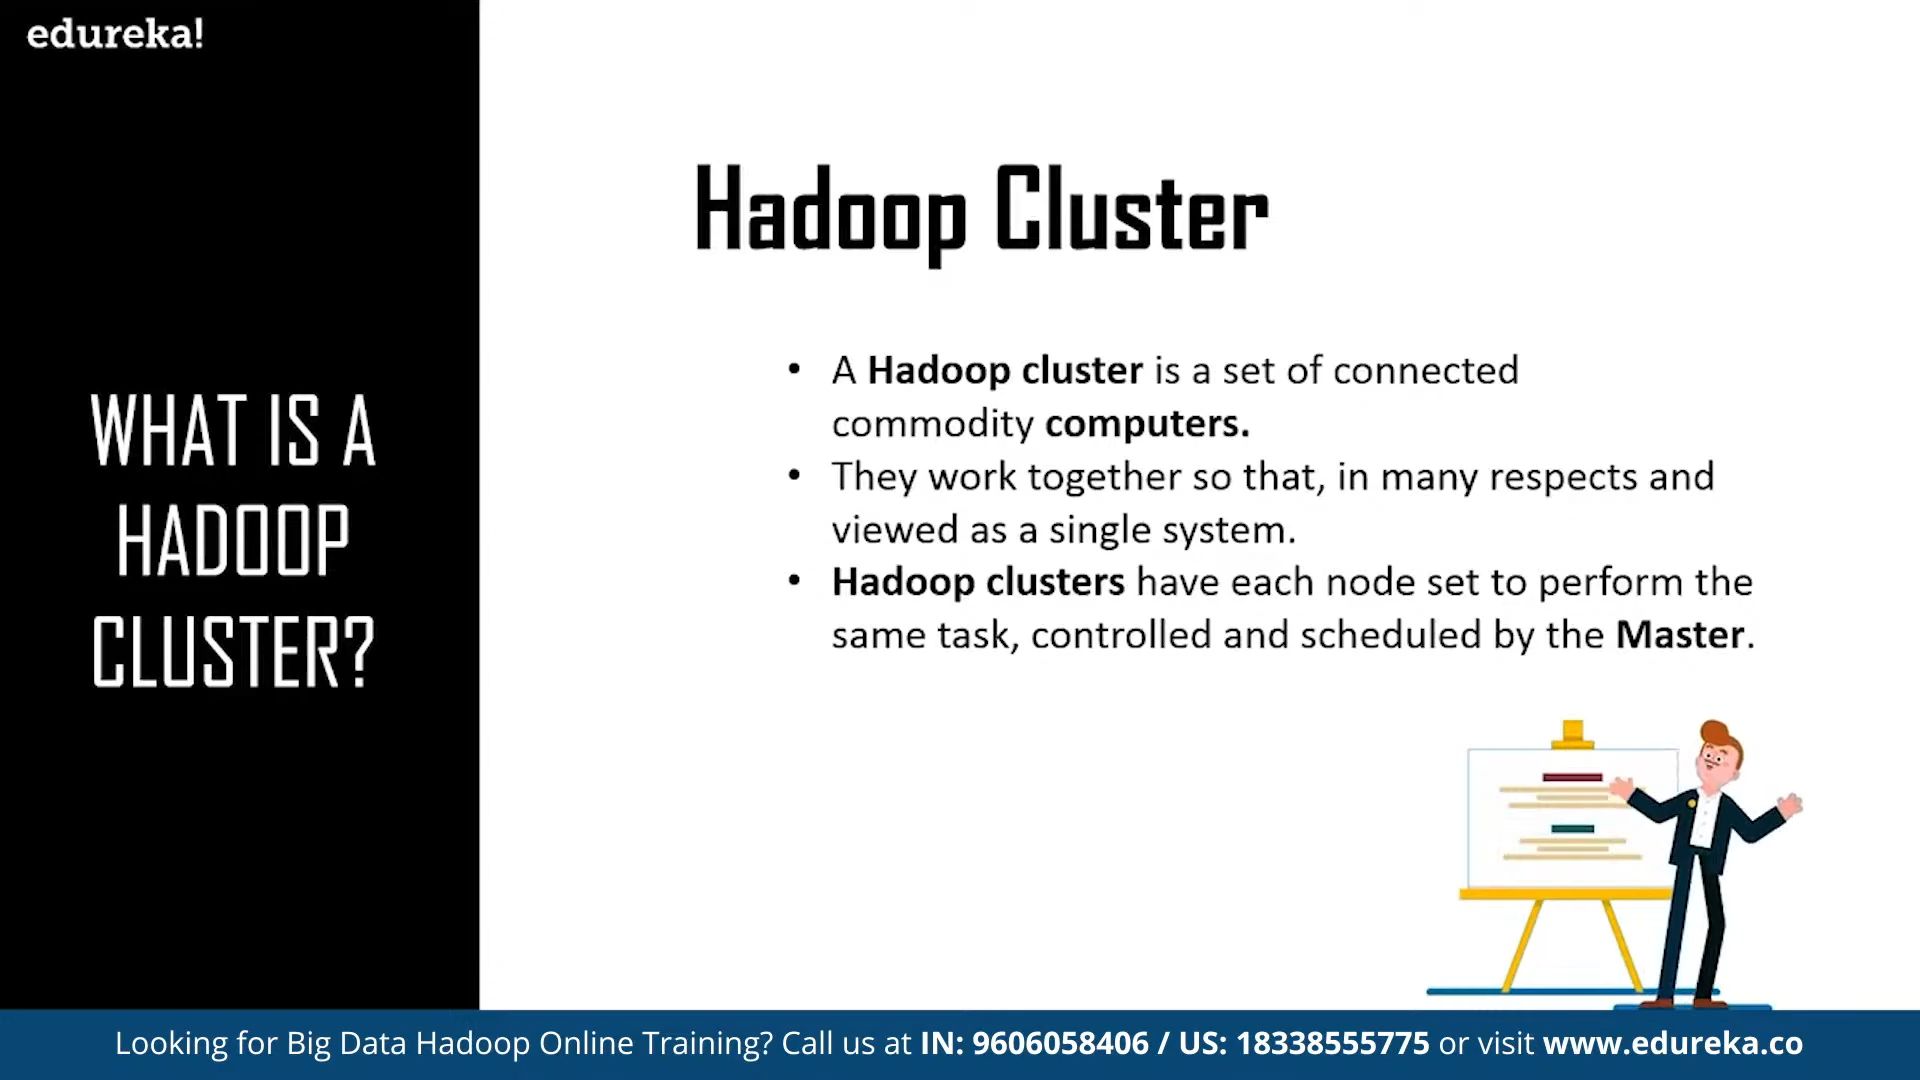 edureka!
WHAT IS A
HADOOP
CLUSTER?
Hadoop Cluster
• A Hadoop cluster is a set of connected
commodity computers.
• They work together so that, in many respects and
viewed as a single system.
• Hadoop clusters have each node set to perform the
same task, controlled and scheduled by the Master.
Looking for Big Data Hadoop Online Training? Call us at IN: 9606058406 / US: 18338555775 or visit www.edureka.co